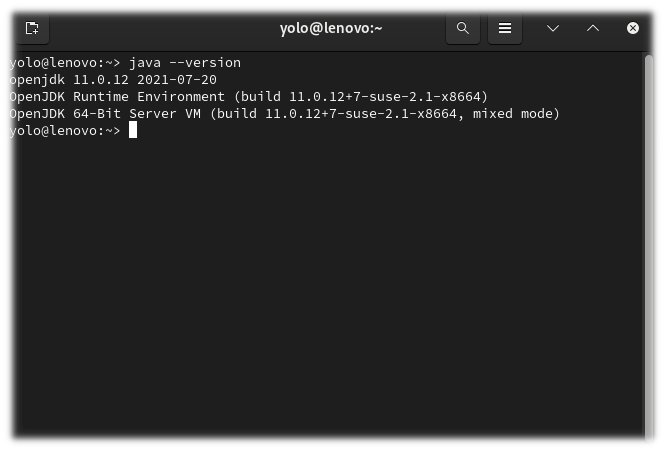 yolo@lenovo:~
yolo@lenovo:~> java --version
openjdk 11.0.12 2021-07-20
OpenJDK Runtime Environment (build 11.0.12+7-suse-2.1-x8664)
OpenJDK 64-Bit Server VM (build 11.0.12+7-suse-2.1-x8664, mixed mode)
yolo@lenovo:~>